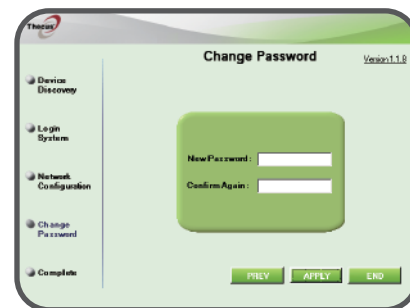 Thecus
Change Password
Version 1.1.8
Device
Discovery
Login
System
Network
Configuration
Change
Password
Complete
New Password :
Confirm Again :
PREV
APPLY
END